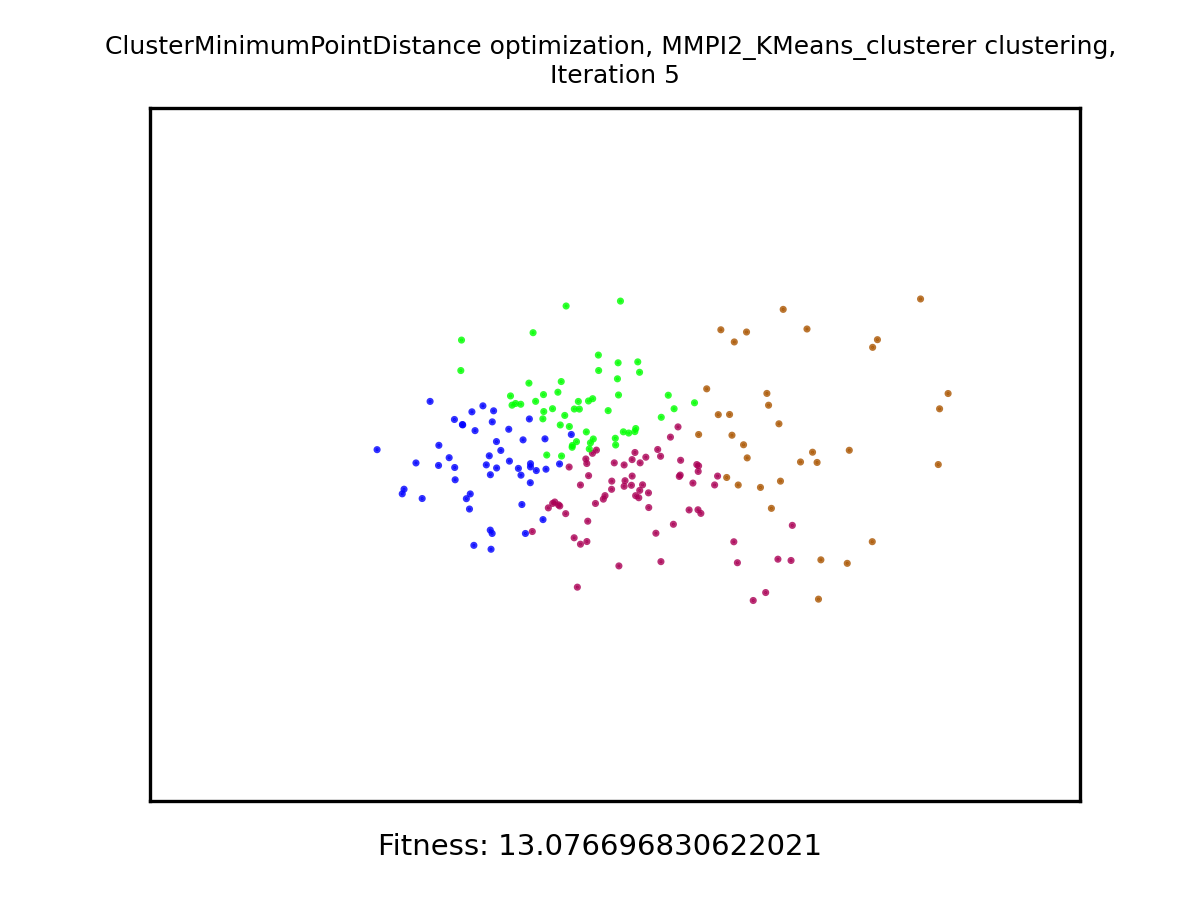 ClusterMinimumPointDistance optimization, MMPI2_KMeans_clusterer clustering,
Iteration 5
Fitness: 13.076696830622021